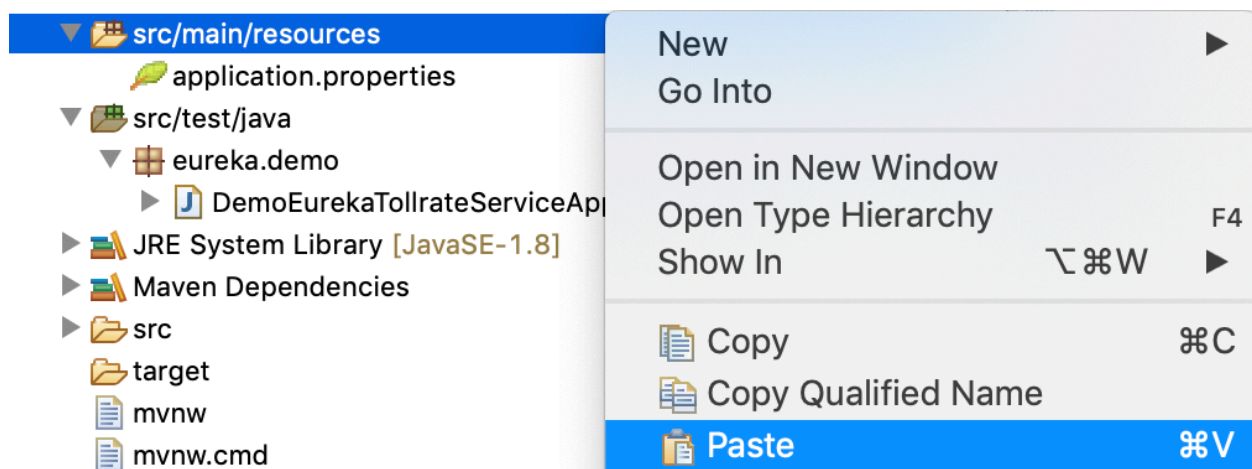 src/main/resources
application.properties
src/test/java
eureka.demo
DemoEurekaTollrateServiceApp
JRE System Library [JavaSE-1.8]
Maven Dependencies
src
target
mvnw
mvnw.cmd
New
Go Into
Open in New Window
Open Type Hierarchy F4
Show In ⌥⌘W
Copy ⌘C
Copy Qualified Name
Paste ⌘V